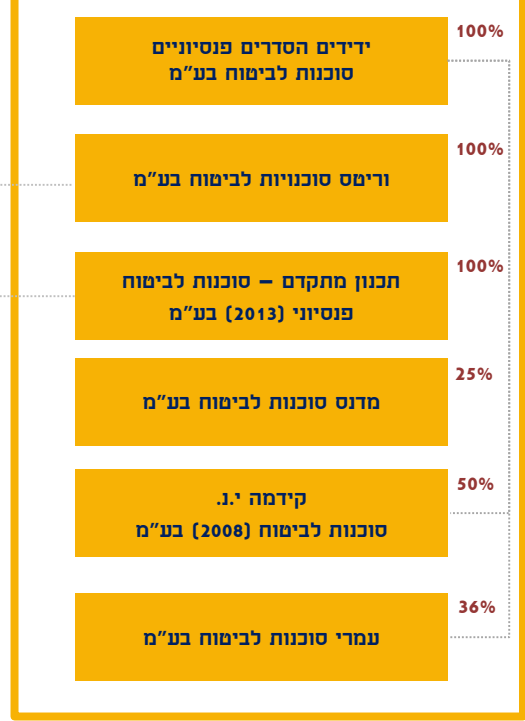 100%
ידידים הסדרים פנסיוניים
סוכנות לביטוח בע"מ
100%
וריטס סוכנויות לביטוח בע"מ
100%
תכנון מתקדם – סוכנות לביטוח
פנסיוני (2013) בע"מ
25%
מדנס סוכנות לביטוח בע"מ
50%
קידמה י.נ.
סוכנות לביטוח (2008) בע"מ
36%
עמרי סוכנות לביטוח בע"מ